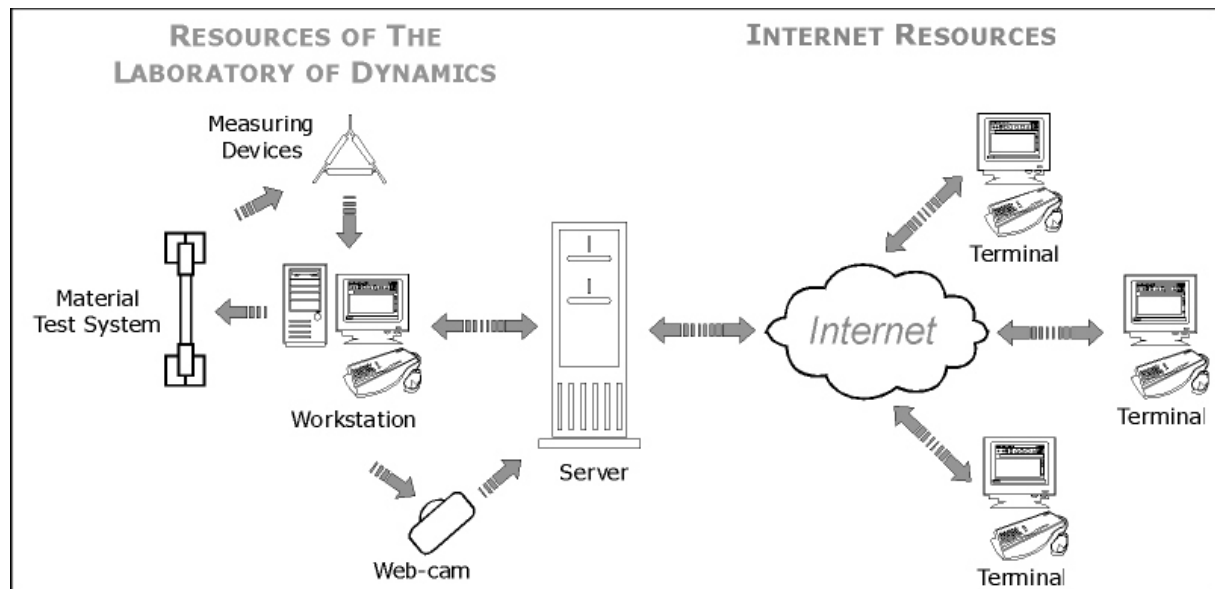 RESOURCES OF THE
LABORATORY OF DYNAMICS
INTERNET RESOURCES
Measuring
Devices
Terminal
Material
Test System
Internet
Workstation
Terminal
Server
Web-cam
Terminal